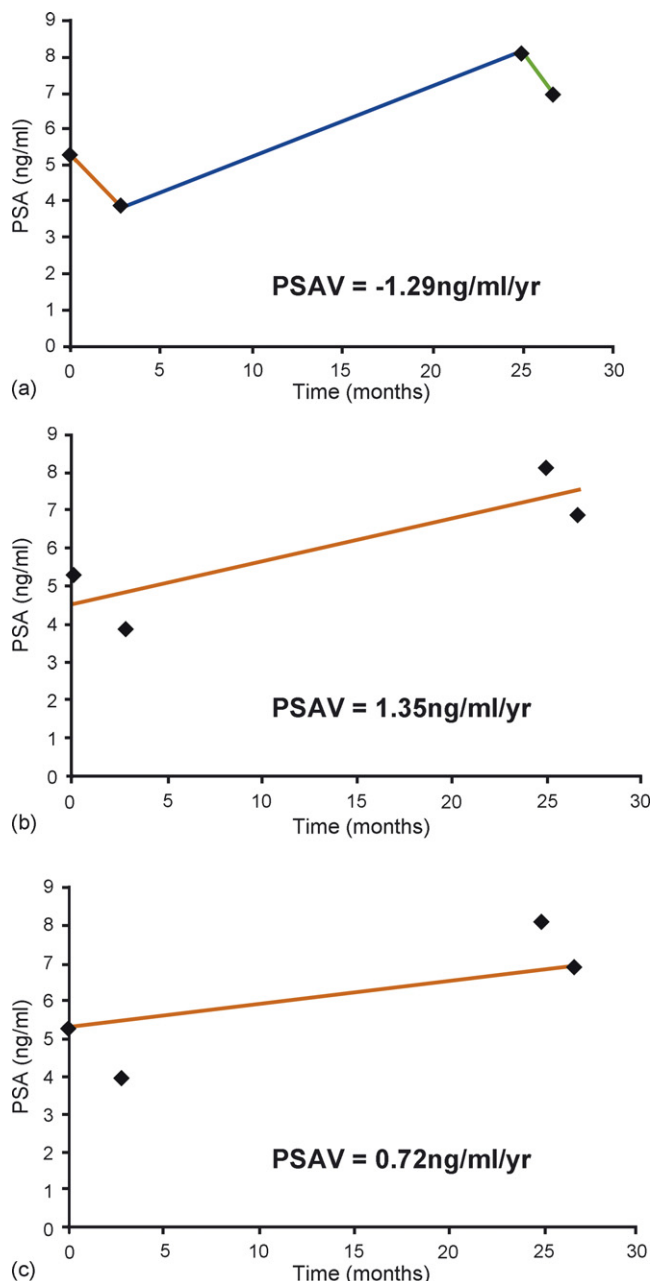 9
8
7
6
5
4
3
2
1
0
PSA (ng/ml)
PSAV = -1.29ng/ml/yr
0 5 10 15 20 25 30
Time (months)
(a)
9
8
7
6
5
4
3
2
1
0
PSA (ng/ml)
PSAV = 1.35ng/ml/yr
0 5 10 15 20 25 30
Time (months)
(b)
9
8
7
6
5
4
3
2
1
0
PSA (ng/ml)
PSAV = 0.72ng/ml/yr
0 5 10 15 20 25 30
Time (months)
(c)